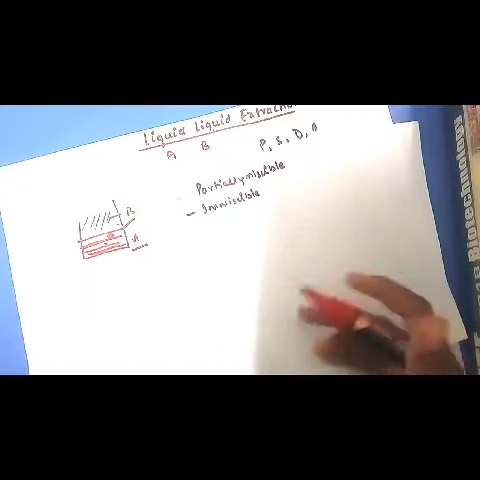 Liquid Liquid Extraction
A B P, S, D, A
Partially miscible
- Immiscible
B
A
Biotechnology